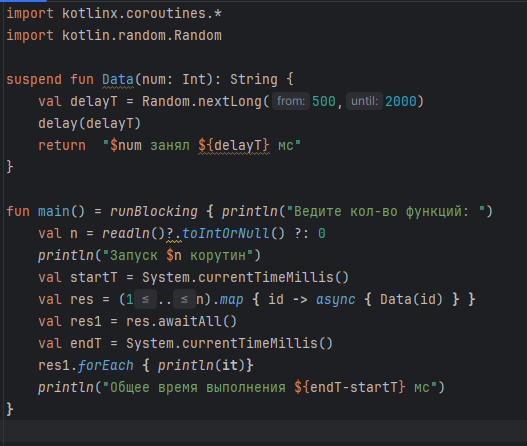 import kotlinx.coroutines.*
import kotlin.random.Random
suspend fun Data(num: Int): String {
val delayT = Random.nextLong( from: 500, until: 2000)
delay(delayT)
return "$num занял ${delayT} мс"
}
fun main() = runBlocking { println("Ведите кол-во функций: ")
val n = readln()?.toIntOrNull() ?: 0
println("Запуск $n корутин")
val startT = System.currentTimeMillis()
val res = (1 ≤ .. ≤ n).map { id -> async { Data(id) } }
val res1 = res.awaitAll()
val endT = System.currentTimeMillis()
res1.forEach { println(it)}
println("Общее время выполнения ${endT-startT} мс")
}